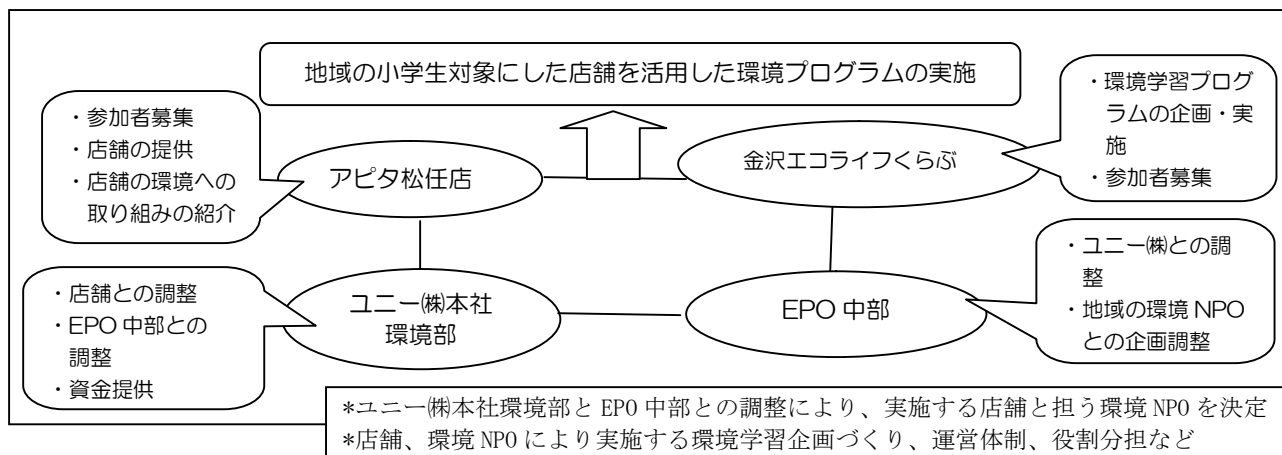 地域の小学生対象にした店舗を活用した環境プログラムの実施
・参加者募集
・店舗の提供
・店舗の環境への
取り組みの紹介
アピタ松任店
金沢エコライフくらぶ
・環境学習プログ
ラムの企画・実
施
・参加者募集
・店舗との調整
・EPO 中部との
調整
・資金提供
ユニー㈱本社
環境部
EPO 中部
・ユニー㈱との調
整
・地域の環境 NPO
との企画調整
*ユニー㈱本社環境部と EPO 中部との調整により、実施する店舗と担う環境 NPO を決定
*店舗、環境 NPO により実施する環境学習企画づくり、運営体制、役割分担など